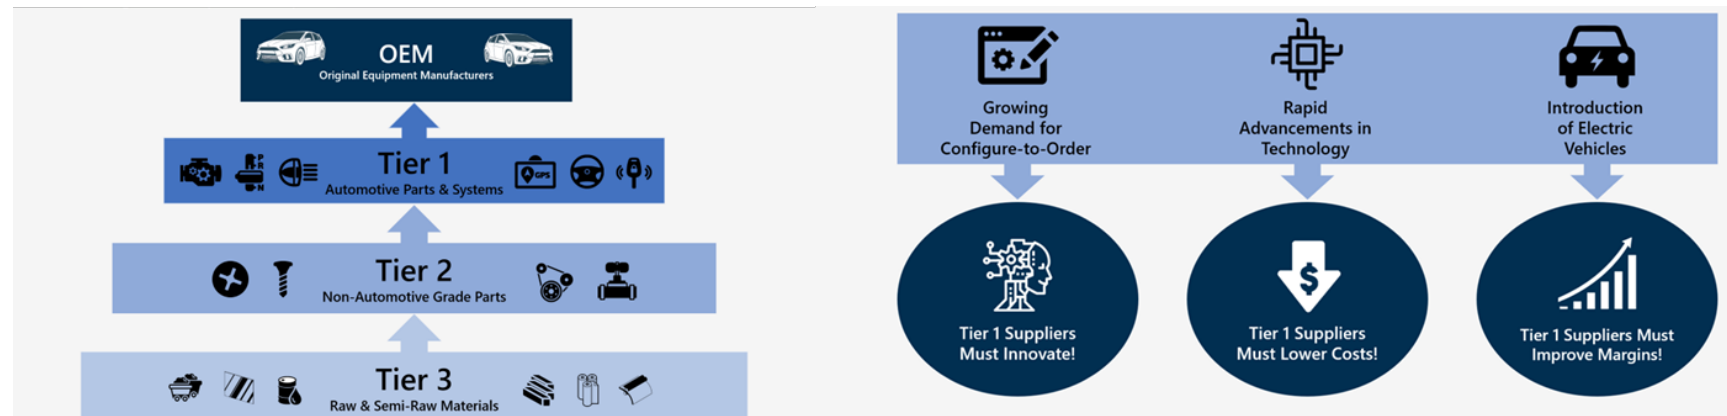 OEM
Original Equipment Manufacturers
P
R
N
Tier 1
GPS
Automotive Parts & Systems
Tier 2
Non-Automotive Grade Parts
Tier 3
Raw & Semi-Raw Materials
Growing
Demand for
Configure-to-Order
Rapid
Advancements in
Technology
Introduction
of Electric
Vehicles
Tier 1 Suppliers
Must Innovate!
$
Tier 1 Suppliers
Must Lower Costs!
Tier 1 Suppliers Must
Improve Margins!